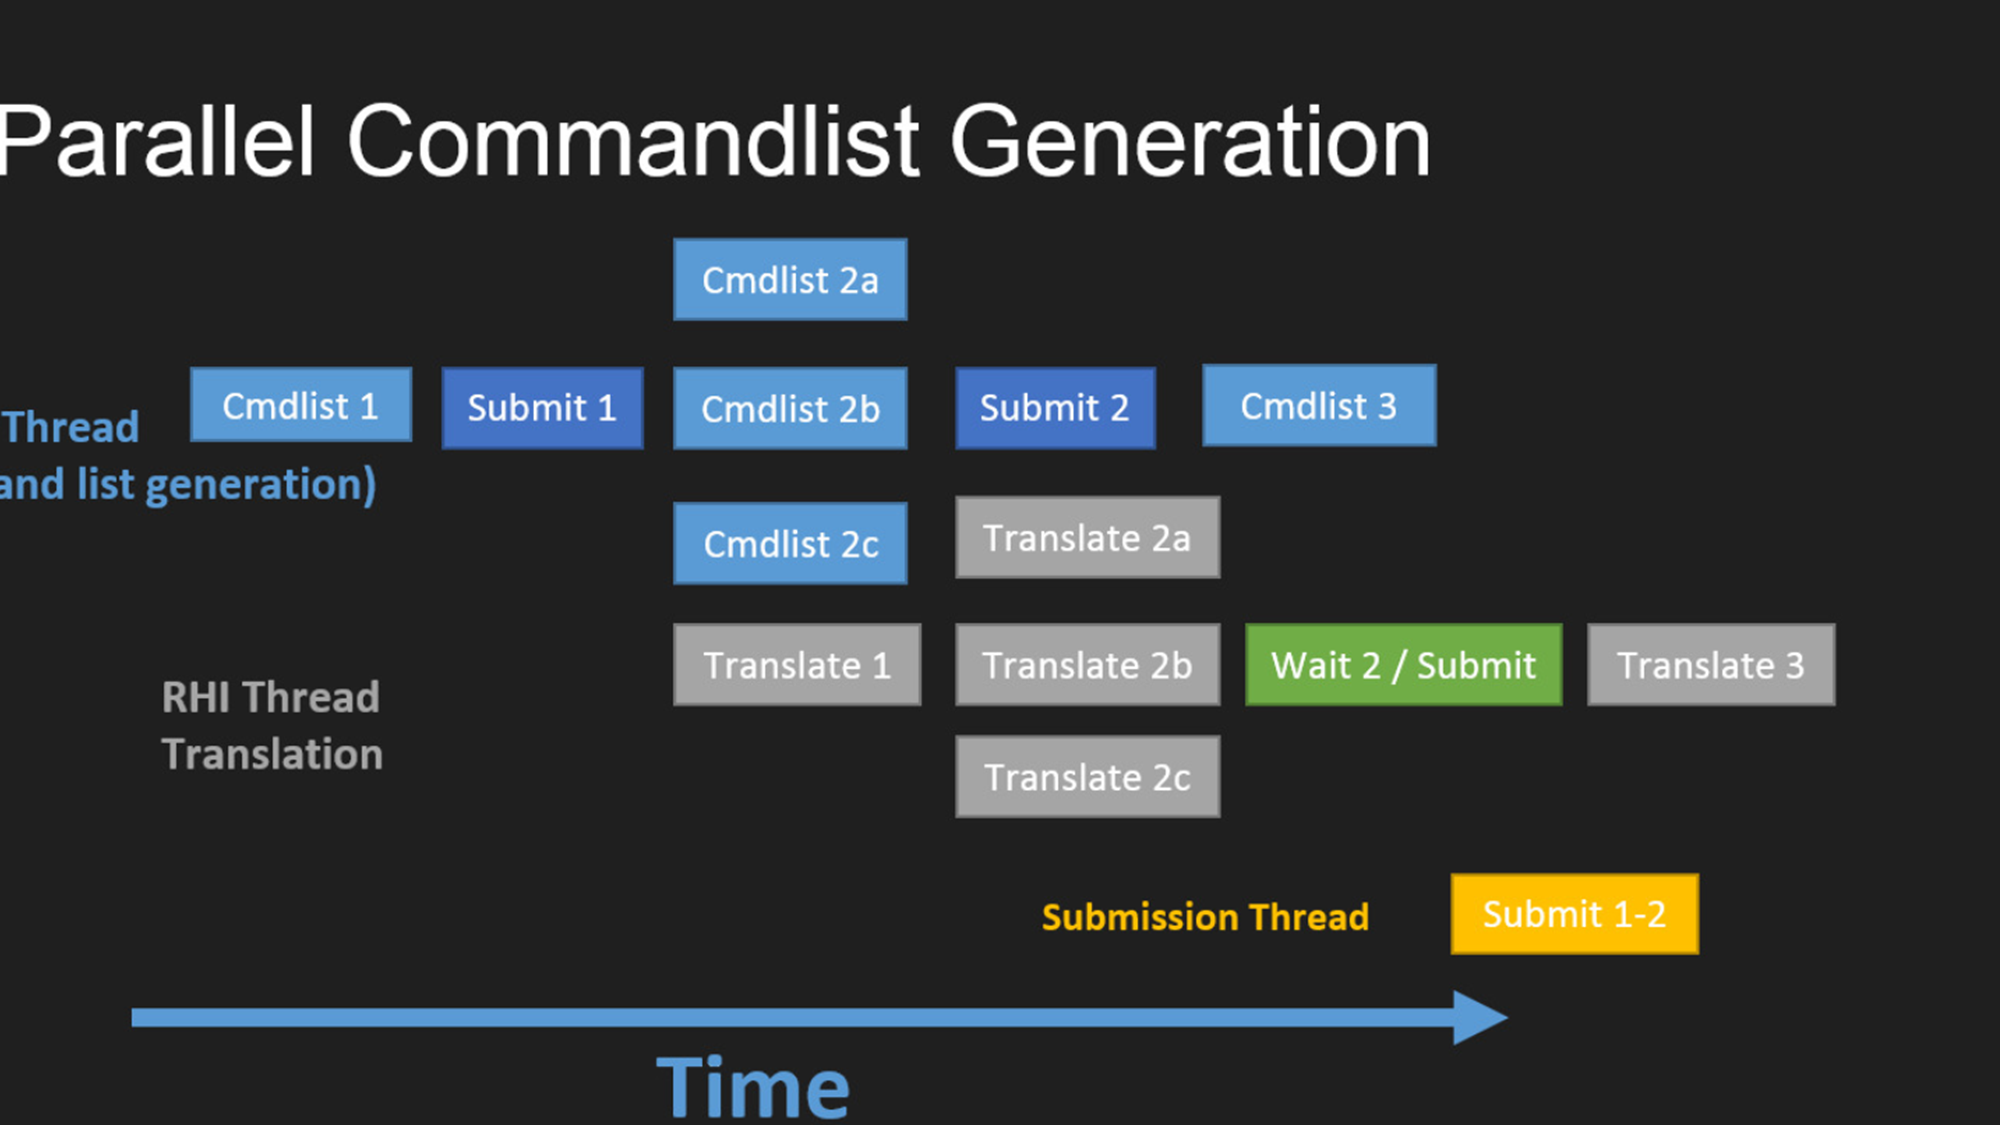 Parallel Commandlist Generation
Cmdlist 2a
Cmdlist 1
Submit 1
Cmdlist 2b
Submit 2
Cmdlist 3
Thread
and list generation)
Cmdlist 2c
Translate 2a
Translate 1
Translate 2b
Wait 2 / Submit
Translate 3
RHI Thread
Translation
Translate 2c
Submission Thread
Submit 1-2
Time